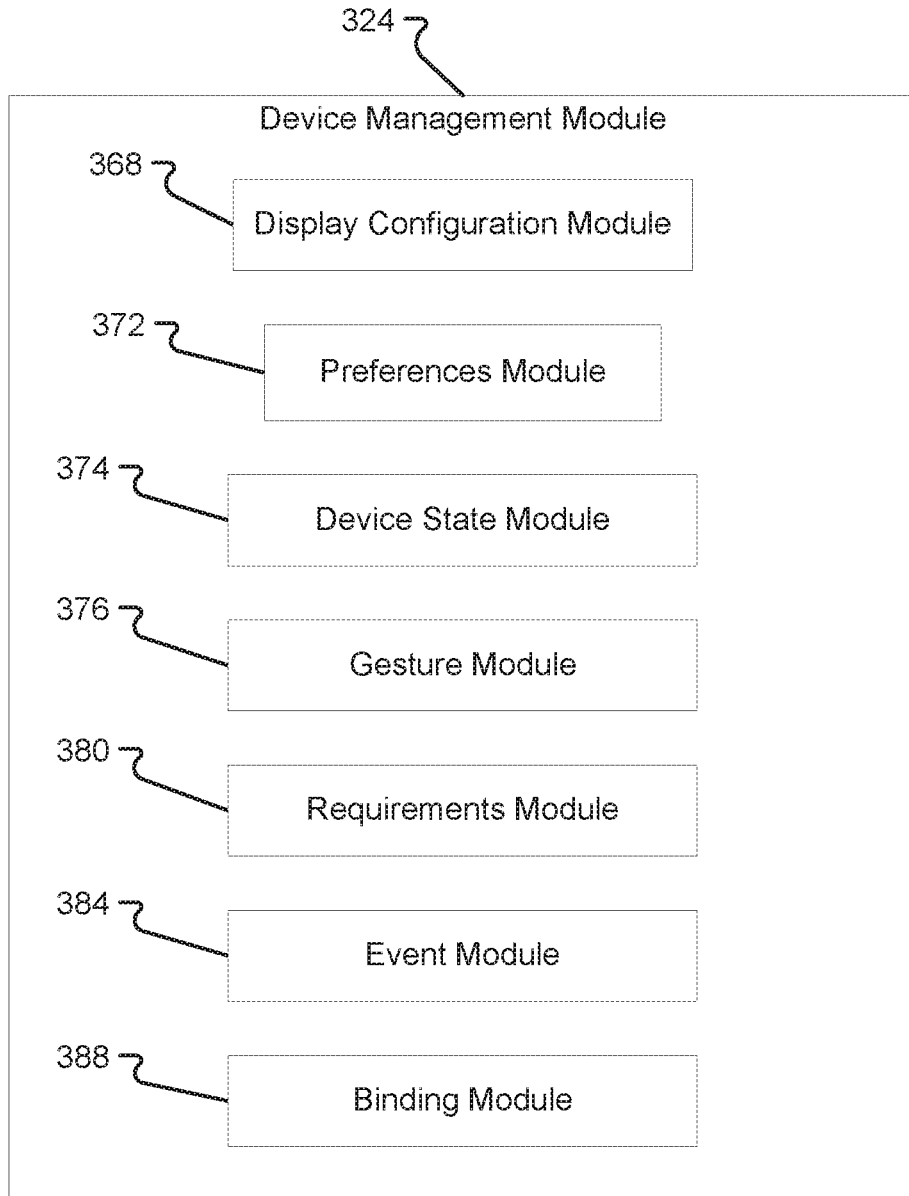 324
Device Management Module
368
Display Configuration Module
372
Preferences Module
374
Device State Module
376
Gesture Module
380
Requirements Module
384
Event Module
388
Binding Module